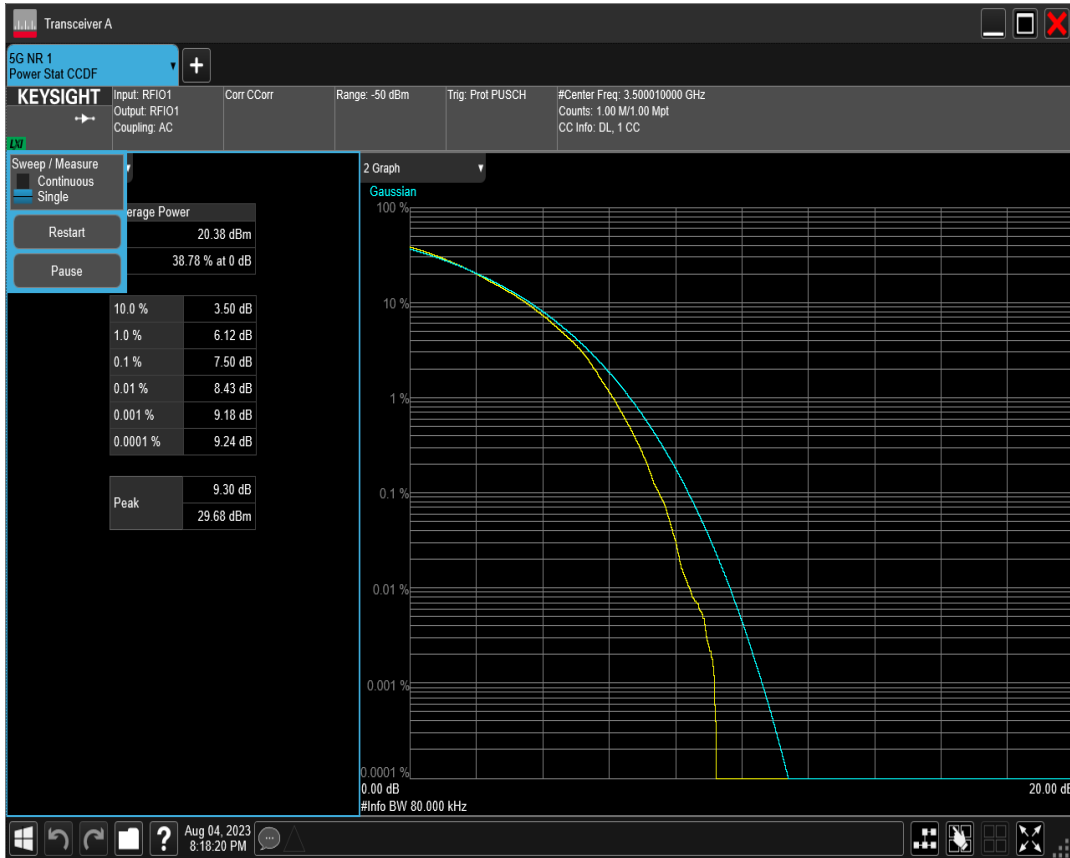 Transceiver A
5G NR 1
Power Stat CCDF
KEYSIGHT
LXI
Input: RFIO1
Output: RFIO1
Coupling: AC
Corr CCorr
Range: -50 dBm
Trig: Prot PUSCH
#Center Freq: 3.500010000 GHz
Counts: 1.00 M/1.00 Mpt
CC Info: DL, 1 CC
Sweep / Measure
Continuous
Single
Restart
Pause
erage Power
20.38 dBm
38.78 % at 0 dB
10.0 % 3.50 dB
1.0 % 6.12 dB
0.1 % 7.50 dB
0.01 % 8.43 dB
0.001 % 9.18 dB
0.0001 % 9.24 dB
Peak
9.30 dB
29.68 dBm
2 Graph
Gaussian
100 %
10 %
1 %
0.1 %
0.01 %
0.001 %
0.0001 %
0.00 dB
20.00 dB
#Info BW 80.000 kHz
Aug 04, 2023
8:18:20 PM